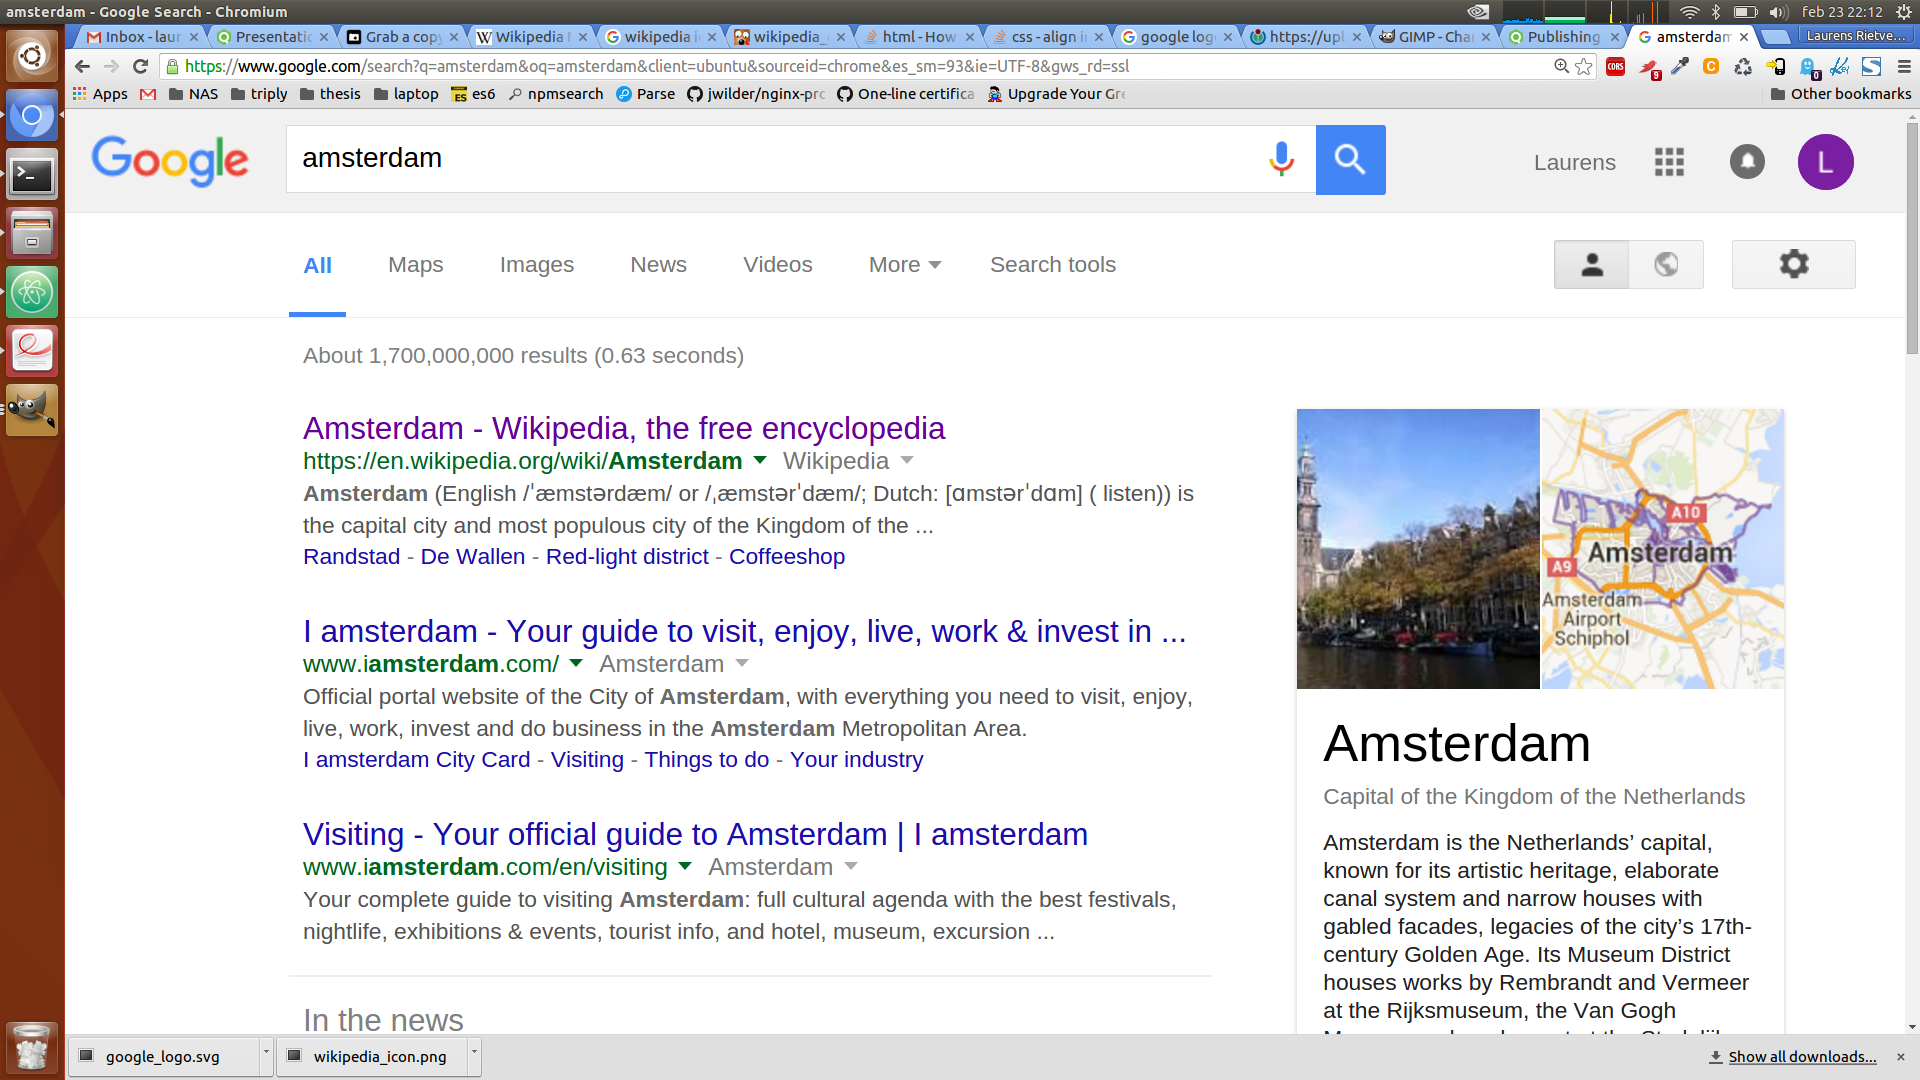 amsterdam - Google Search - Chromium
feb 23 22:12
Inbox - laur
Presentatio
Grab a copy
Wikipedia
wikipedia
wikipedia_
html - How
css - align i
google log
https://upl
GIMP - Cha
Publishing
amsterdam
Laurens Rietve...
https://www.google.com/search?q=amsterdam&oq=amsterdam&client=ubuntu&sourceid=chrome&es_sm=93&ie=UTF-8&gws_rd=ssl
CORS
9
C
0
S
Apps
NAS
triply
thesis
laptop
ES es6
npmsearch
Parse
jwilder/nginx-pro
One-line certifica
Upgrade Your Gr
Other bookmarks
Google
amsterdam
Laurens
L
All
Maps
Images
News
Videos
More
Search tools
About 1,700,000,000 results (0.63 seconds)
Amsterdam - Wikipedia, the free encyclopedia
https://en.wikipedia.org/wiki/Amsterdam Wikipedia
Amsterdam (English /ˈæmstərdæm/ or /ˌæmstərˈdæm/; Dutch: [ɑmstərˈdɑm] ( listen)) is
the capital city and most populous city of the Kingdom of the ...
Randstad - De Wallen - Red-light district - Coffeeshop
I amsterdam - Your guide to visit, enjoy, live, work & invest in ...
www.iamsterdam.com/ Amsterdam
Official portal website of the City of Amsterdam, with everything you need to visit, enjoy,
live, work, invest and do business in the Amsterdam Metropolitan Area.
I amsterdam City Card - Visiting - Things to do - Your industry
Visiting - Your official guide to Amsterdam | I amsterdam
www.iamsterdam.com/en/visiting Amsterdam
Your complete guide to visiting Amsterdam: full cultural agenda with the best festivals,
nightlife, exhibitions & events, tourist info, and hotel, museum, excursion ...
In the news
A10
Amsterdam
A9
Amsterdam
Airport
Schiphol
Amsterdam
Capital of the Kingdom of the Netherlands
Amsterdam is the Netherlands’ capital,
known for its artistic heritage, elaborate
canal system and narrow houses with
gabled facades, legacies of the city’s 17th-
century Golden Age. Its Museum District
houses works by Rembrandt and Vermeer
at the Rijksmuseum, the Van Gogh
google_logo.svg
wikipedia_icon.png
Show all downloads...